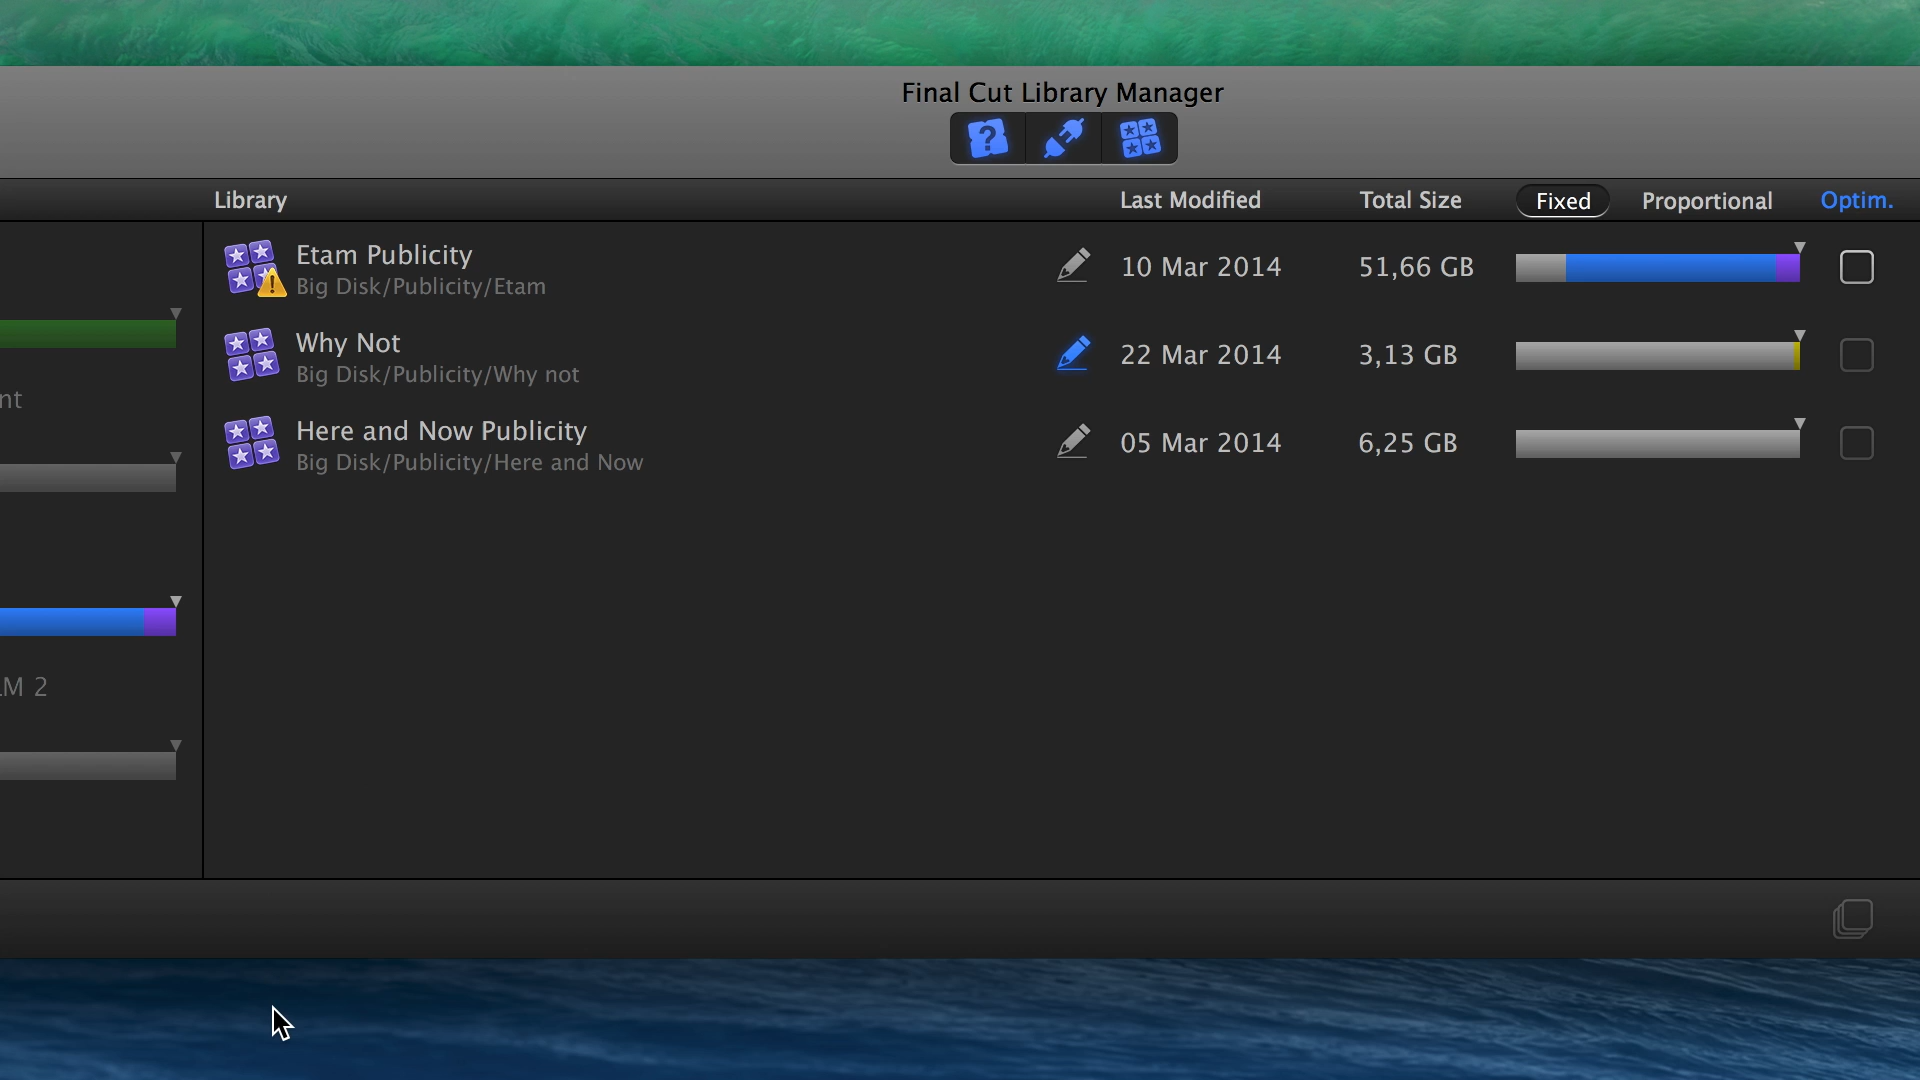 Final Cut Library Manager
Library
Last Modified
Total Size
Fixed
Proportional
Optim.
Etam Publicity
Big Disk/Publicity/Etam
10 Mar 2014
51,66 GB
Why Not
Big Disk/Publicity/Why not
22 Mar 2014
3,13 GB
nt
Here and Now Publicity
Big Disk/Publicity/Here and Now
05 Mar 2014
6,25 GB
M 2